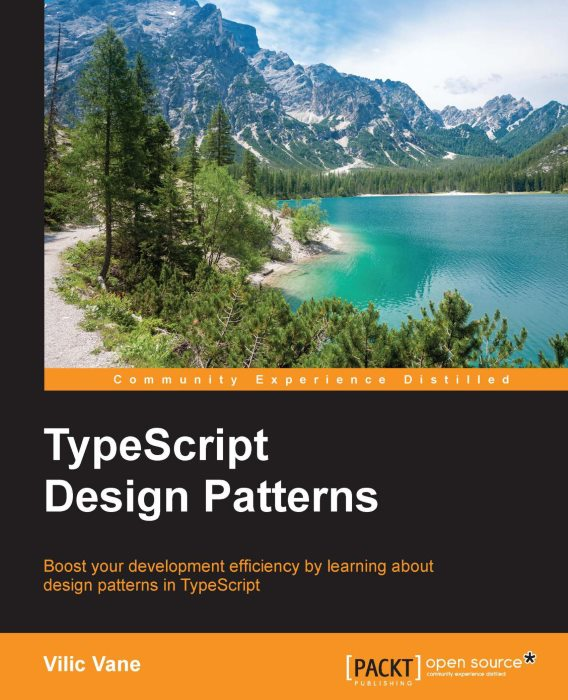 Community Experience Distilled
TypeScript
Design Patterns
Boost your development efficiency by learning about
design patterns in TypeScript
Vilic Vane
[PACKT] open source*
PUBLISHING community experience distilled